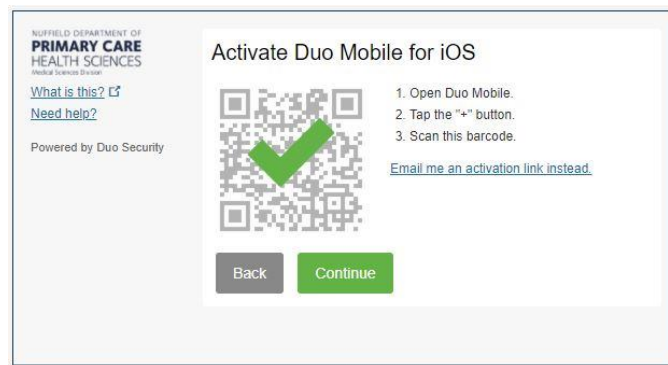 NUFFIELD DEPARTMENT OF
PRIMARY CARE
HEALTH SCIENCES
Medical Sciences Division
What is this?
Need help?
Powered by Duo Security
Activate Duo Mobile for iOS
1. Open Duo Mobile.
2. Tap the "+" button.
3. Scan this barcode.
Email me an activation link instead.
Back
Continue